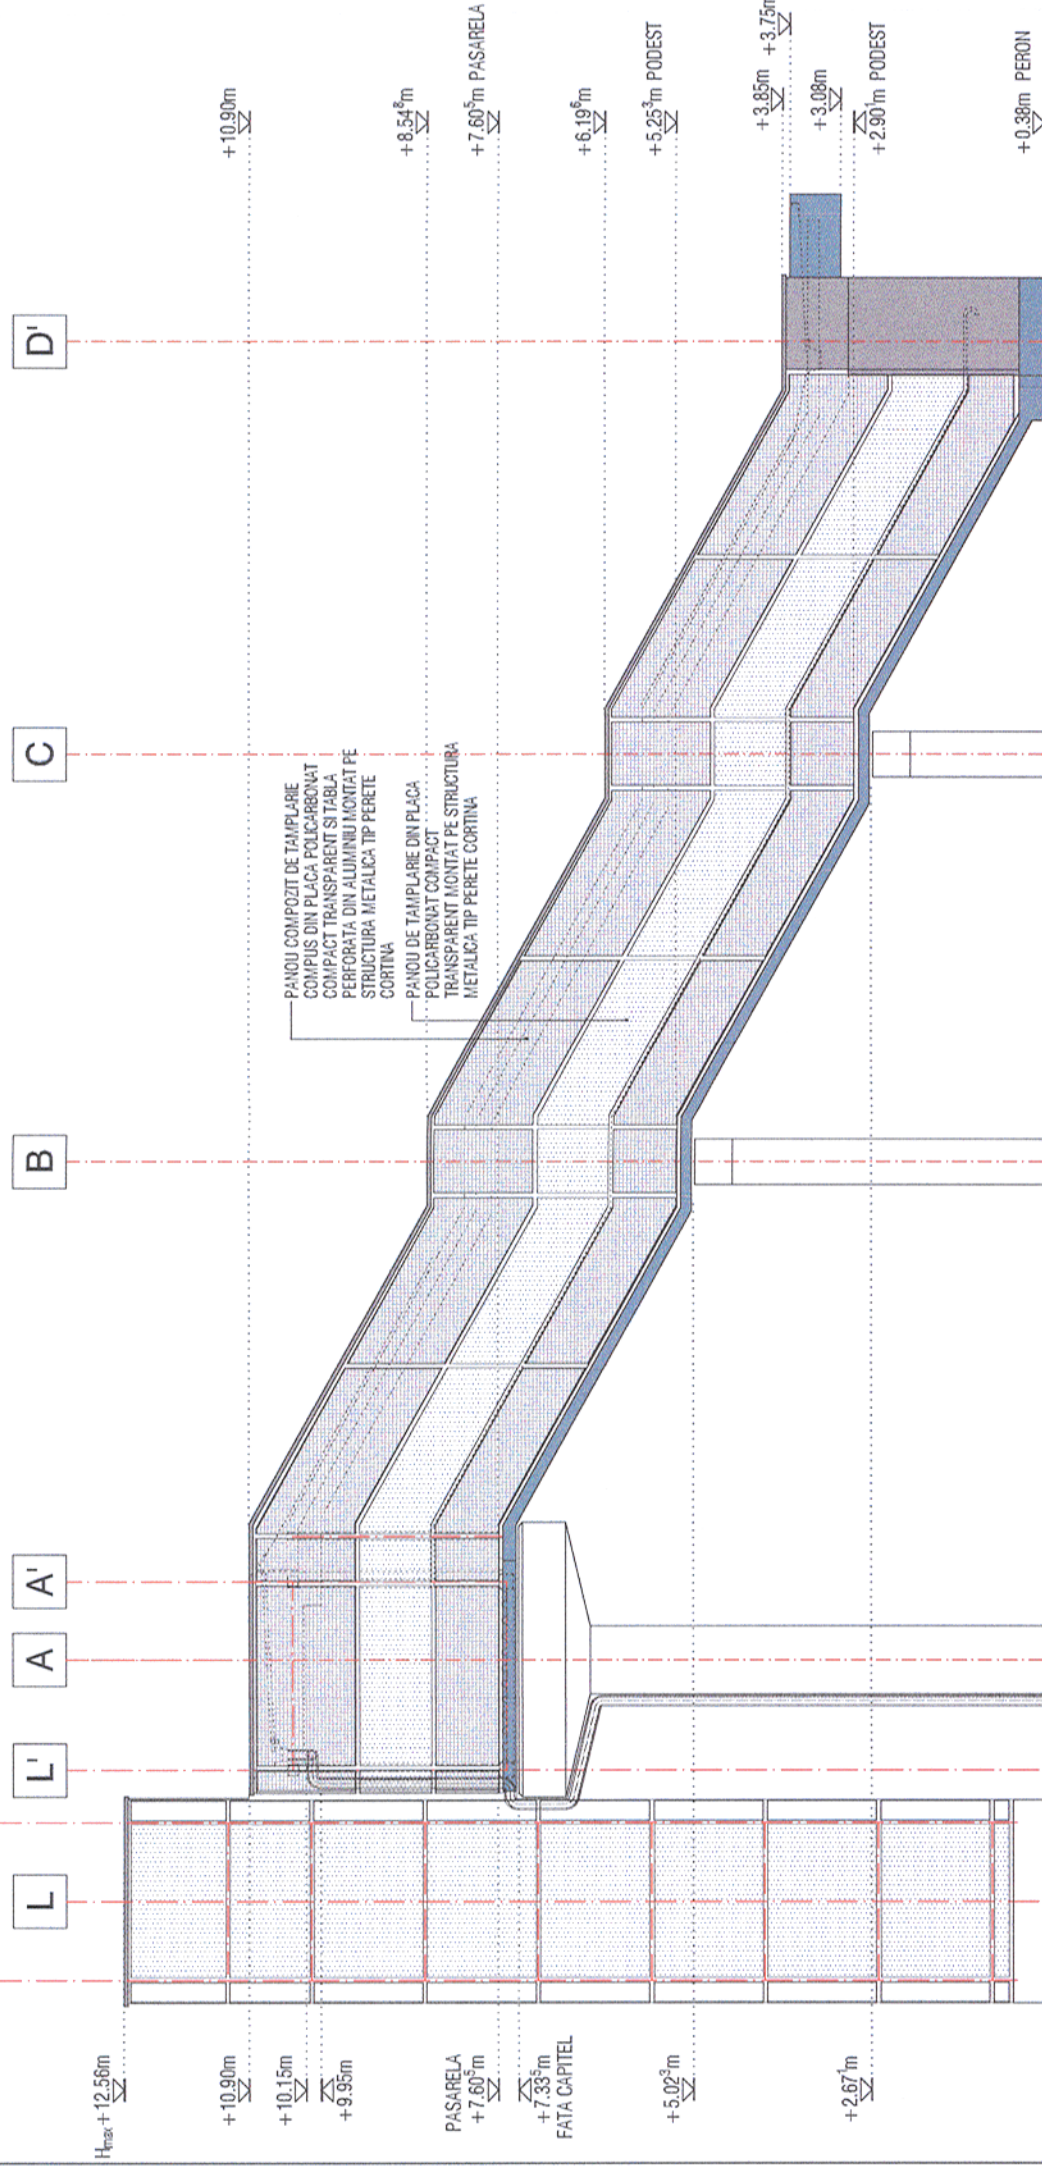 L
L'
A
A'
B
C
D'
Hmax +12.56m
+10.90m
+10.15m
+9.95m
PASARELA
+7.60⁵m
+7.33⁵m
FATA CAPITEL
+5.02³m
+2.67¹m
PANOU COMPOZIT DE TAMPLARIE
COMPUS DIN PLACA POLICARBONAT
COMPACT TRANSPARENT SI TABLA
PERFORATA DIN ALUMINIU MONTAT PE
STRUCTURA METALICA TIP PERETE
CORTINA
PANOU DE TAMPLARIE DIN PLACA
POLICARBONAT COMPACT
TRANSPARENT MONTAT PE STRUCTURA
METALICA TIP PERETE CORTINA
+10.90m
+8.54⁸m
+7.60⁵m PASARELA
+6.19⁶m
+5.25³m PODEST
+3.85m
+3.75m
+3.08m
+2.90¹m PODEST
+0.38m PERON